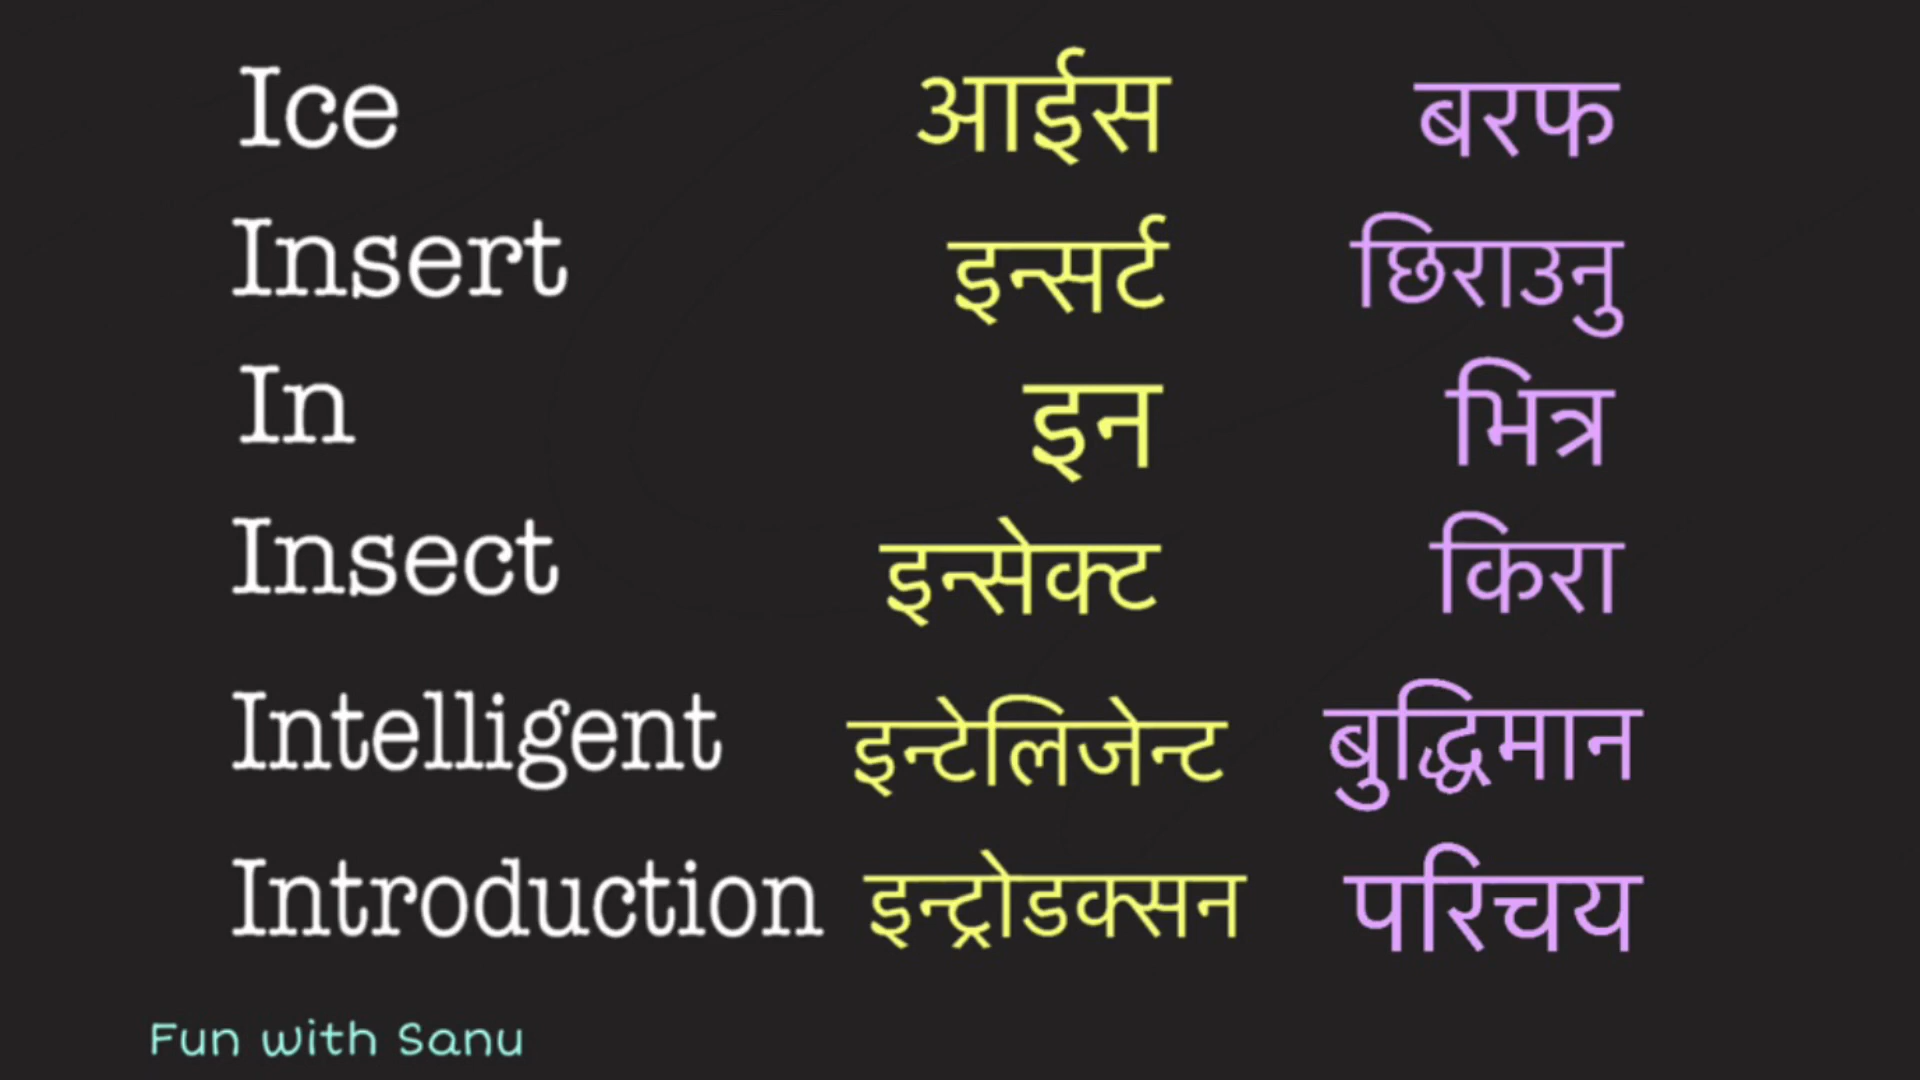 Ice आईस बरफ
Insert इन्सर्ट छिराउनु
In इन भित्र
Insect इन्सेक्ट किरा
Intelligent इन्टेलिजेन्ट बुद्धिमान
Introduction इन्ट्रोडक्सन परिचय
Fun with Sanu